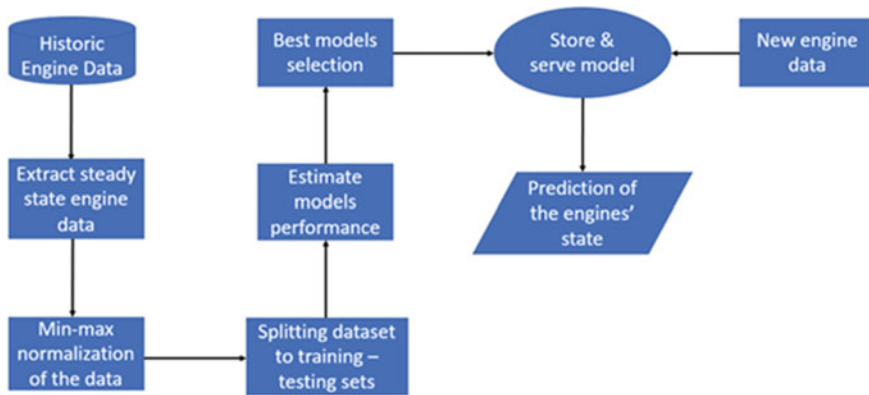 Historic
Engine Data
Extract steady
state engine
data
Min-max
normalization
of the data
Splitting dataset
to training –
testing sets
Estimate
models
performance
Best models
selection
Store &
serve model
New engine
data
Prediction of
the engines'
state